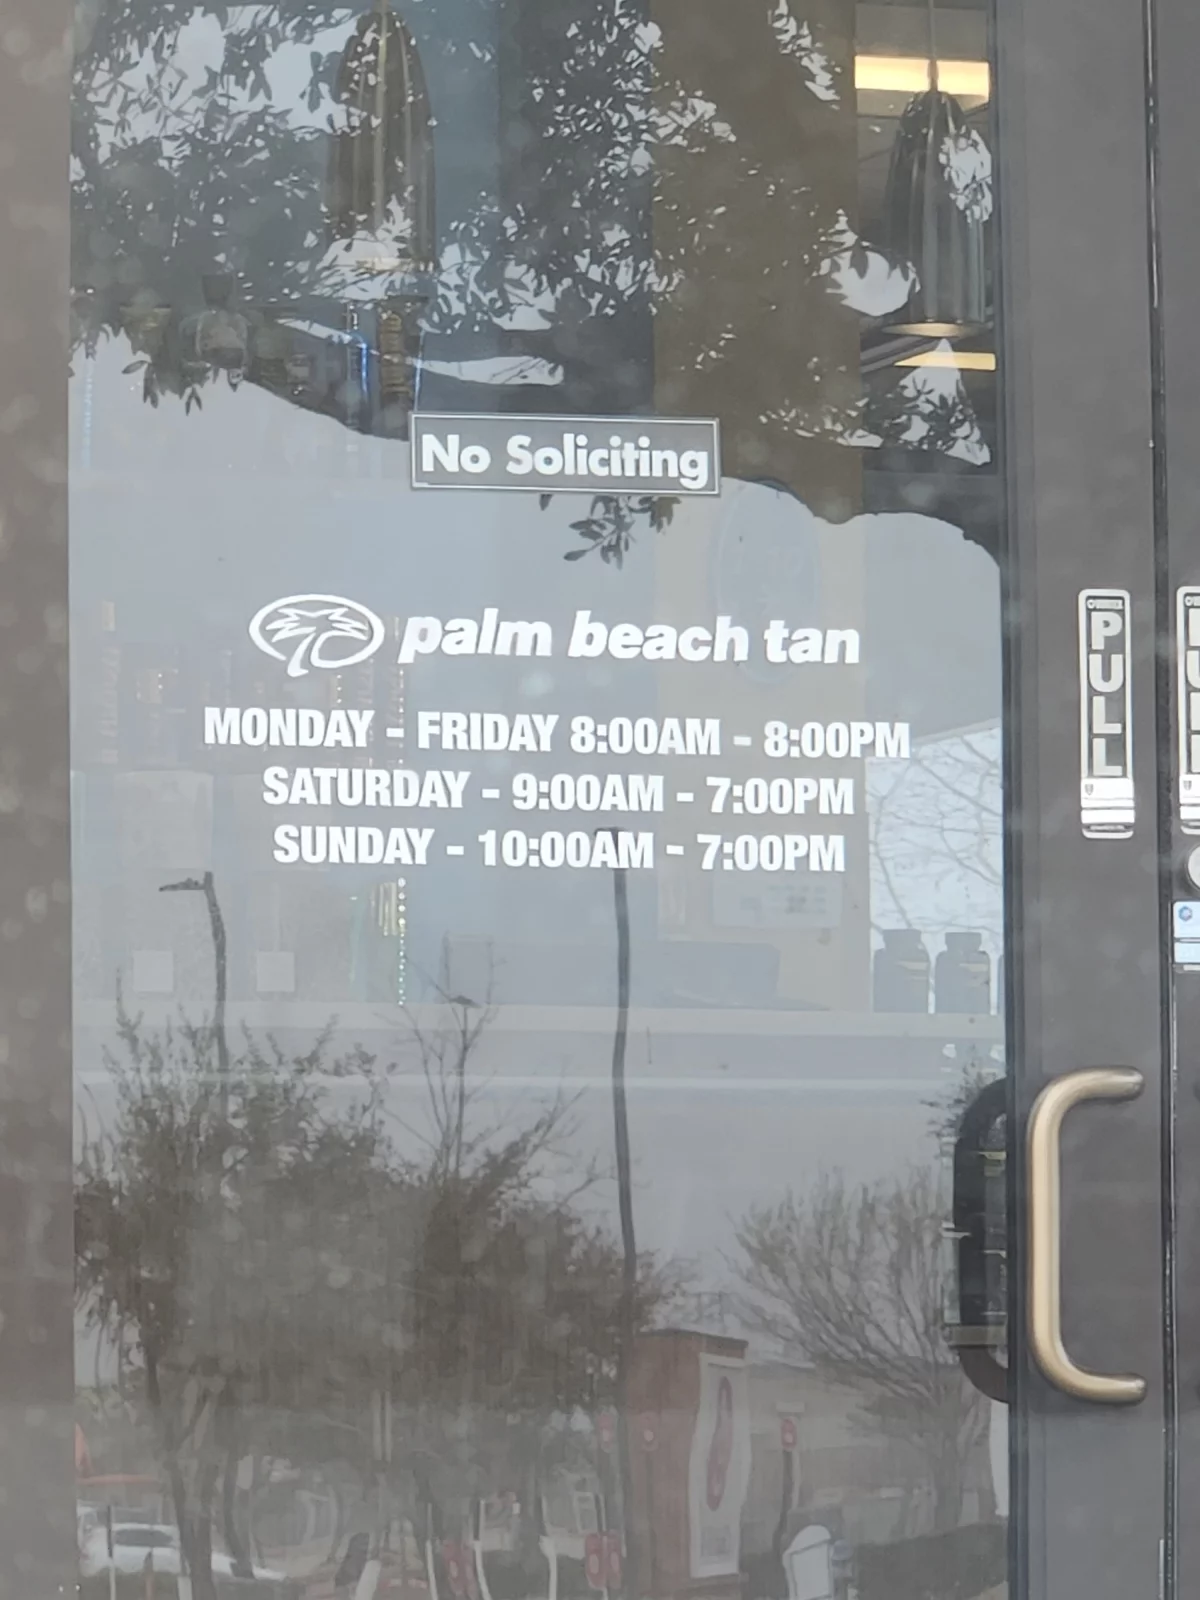 No Soliciting
palm beach tan
MONDAY - FRIDAY 8:00AM - 8:00PM
SATURDAY - 9:00AM - 7:00PM
SUNDAY - 10:00AM - 7:00PM
PULL